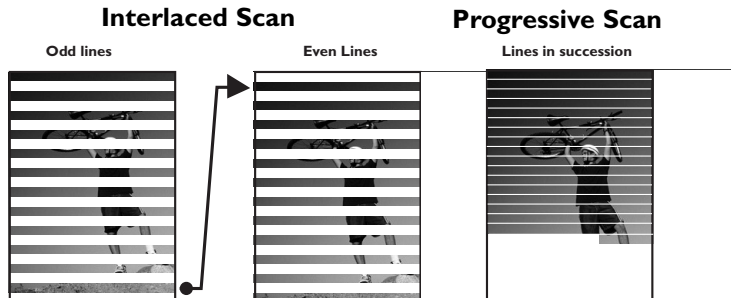 Interlaced Scan
Progressive Scan
Odd lines
Even Lines
Lines in succession